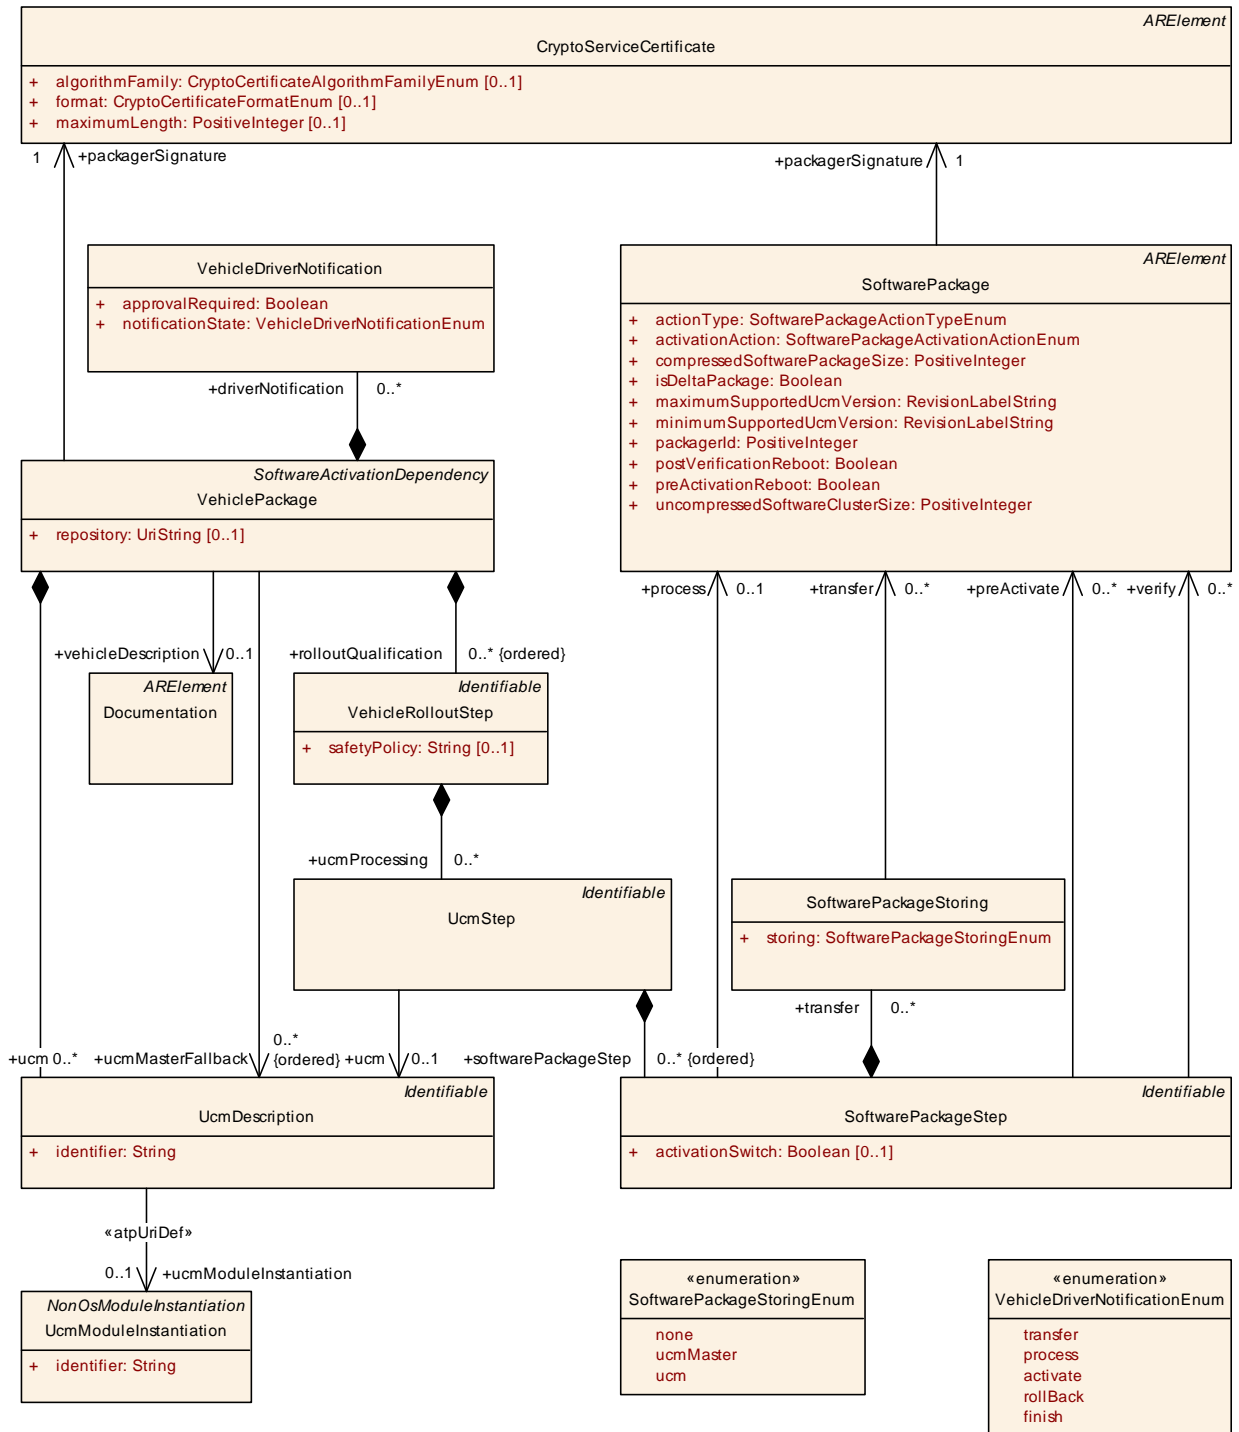 ARElement
CryptoServiceCertificate
+ algorithmFamily: CryptoCertificateAlgorithmFamilyEnum [0..1]
+ format: CryptoCertificateFormatEnum [0..1]
+ maximumLength: PositiveInteger [0..1]
1 +packagerSignature
+packagerSignature 1
VehicleDriverNotification
+ approvalRequired: Boolean
+ notificationState: VehicleDriverNotificationEnum
ARElement
SoftwarePackage
+ actionType: SoftwarePackageActionTypeEnum
+ activationAction: SoftwarePackageActivationActionEnum
+ compressedSoftwarePackageSize: PositiveInteger
+ isDeltaPackage: Boolean
+ maximumSupportedUcmVersion: RevisionLabelString
+ minimumSupportedUcmVersion: RevisionLabelString
+ packagerId: PositiveInteger
+ postVerificationReboot: Boolean
+ preActivationReboot: Boolean
+ uncompressedSoftwareClusterSize: PositiveInteger
+driverNotification 0..*
SoftwareActivationDependency
VehiclePackage
+ repository: UriString [0..1]
+process 0..1 +transfer 0..* +preActivate 0..* +verify 0..*
+vehicleDescription 0..1 +rolloutQualification 0..* {ordered}
ARElement
Documentation
Identifiable
VehicleRolloutStep
+ safetyPolicy: String [0..1]
+ucmProcessing 0..*
Identifiable
UcmStep
SoftwarePackageStoring
+ storing: SoftwarePackageStoringEnum
+transfer 0..*
+ucm 0..* +ucmMasterFallback 0..*
{ordered} +ucm 0..1 +softwarePackageStep 0..* {ordered}
Identifiable
UcmDescription
+ identifier: String
Identifiable
SoftwarePackageStep
+ activationSwitch: Boolean [0..1]
«atpUriDef»
0..1 +ucmModuleInstantiation
NonOsModuleInstantiation
UcmModuleInstantiation
+ identifier: String
«enumeration»
SoftwarePackageStoringEnum
none
ucmMaster
ucm
«enumeration»
VehicleDriverNotificationEnum
transfer
process
activate
rollBack
finish